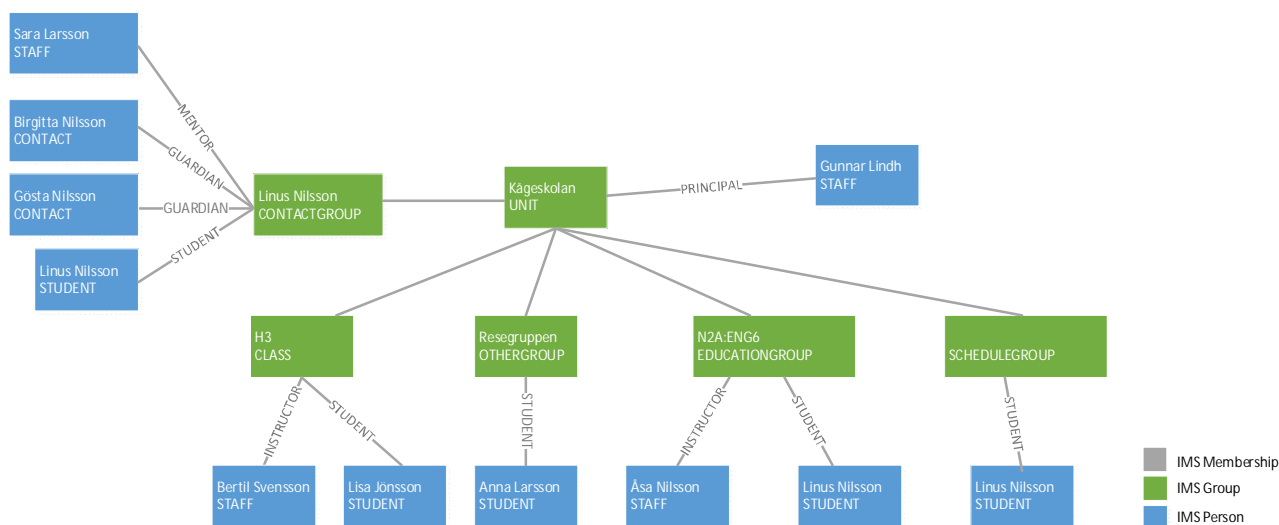 Sara Larsson
STAFF
Birgitta Nilsson
CONTACT
Gösta Nilsson
CONTACT
Linus Nilsson
STUDENT
MENTOR
GUARDIAN
GUARDIAN
STUDENT
Linus Nilsson
CONTACTGROUP
Kågeskolan
UNIT
PRINCIPAL
Gunnar Lindh
STAFF
H3
CLASS
Resegruppen
OTHERGROUP
N2A:ENG6
EDUCATIONGROUP
SCHEDULEGROUP
INSTRUCTOR
STUDENT
STUDENT
INSTRUCTOR
STUDENT
STUDENT
Bertil Svensson
STAFF
Lisa Jönsson
STUDENT
Anna Larsson
STUDENT
Åsa Nilsson
STAFF
Linus Nilsson
STUDENT
Linus Nilsson
STUDENT
IMS Membership
IMS Group
IMS Person